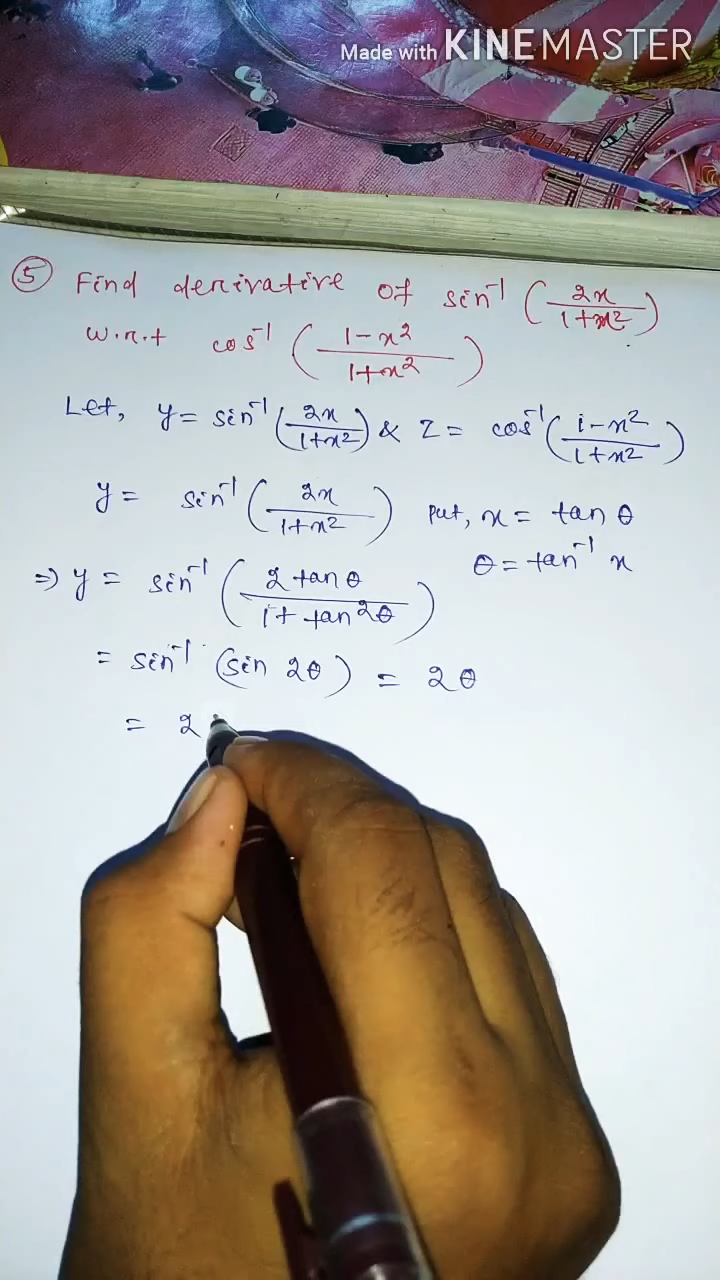 Made with KINEMASTER
⑤ Find derivative of sin⁻¹ (2x/1+x²)
w.r.t cos⁻¹ (1-x²/1+x²)
Let, y = sin⁻¹ (2x/1+x²) & Z = cos⁻¹ (1-x²/1+x²)
y = sin⁻¹ (2x/1+x²) Put, x = tan θ
θ = tan⁻¹ x
⇒ y = sin⁻¹ (2 tan θ/1+ tan²θ)
= sin⁻¹ (sin 2θ) = 2θ
= 2